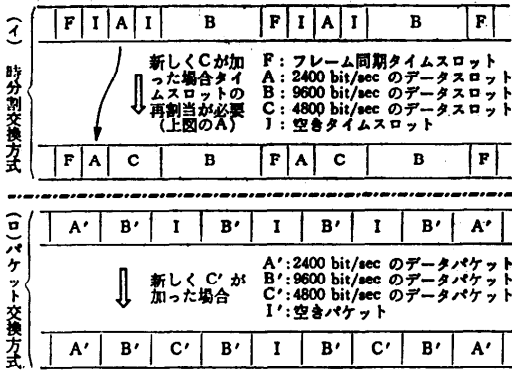 (イ) 時分割交換方式
F I A I B F I A I B F
新しくCが加
った場合タイ
ムスロットの
再割当が必要
(上図のA)
F: フレーム同期タイムスロット
A: 2400 bit/sec のデータスロット
B: 9600 bit/sec のデータスロット
C: 4800 bit/sec のデータスロット
I: 空きタイムスロット
F A C B F A C B F
(ロ) パケット交換方式
A′ B′ I B′ I B′ I B′ A′
新しく C′ が
加った場合
A′:2400 bit/sec のデータパケット
B′:9600 bit/sec のデータパケット
C′:4800 bit/sec のデータパケット
I′:空きパケット
A′ B′ C′ B′ I B′ C′ B′ A′